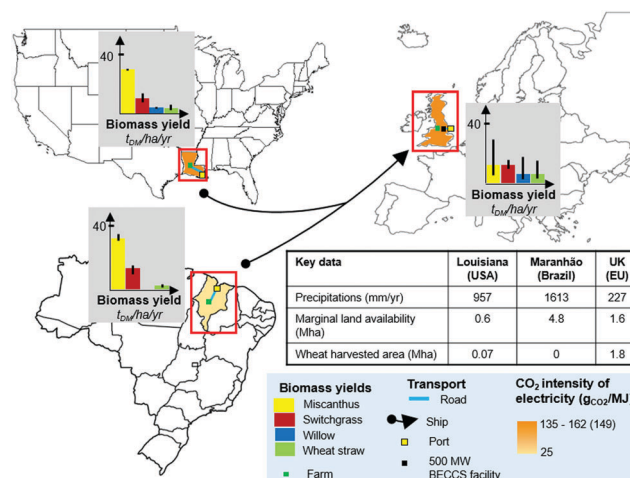 40
Biomass yield
tDM/ha/yr
40
Biomass yield
tDM/ha/yr
40
Biomass yield
tDM/ha/yr
Key data Louisiana (USA) Maranhão (Brazil) UK (EU)
Precipitations (mm/yr) 957 1613 227
Marginal land availability (Mha) 0.6 4.8 1.6
Wheat harvested area (Mha) 0.07 0 1.8
Biomass yields
Miscanthus
Switchgrass
Willow
Wheat straw
Farm
Transport
Road
Ship
Port
500 MW
BECCS facility
CO2 intensity of
electricity (gCO2/MJ
135 - 162 (149)
25